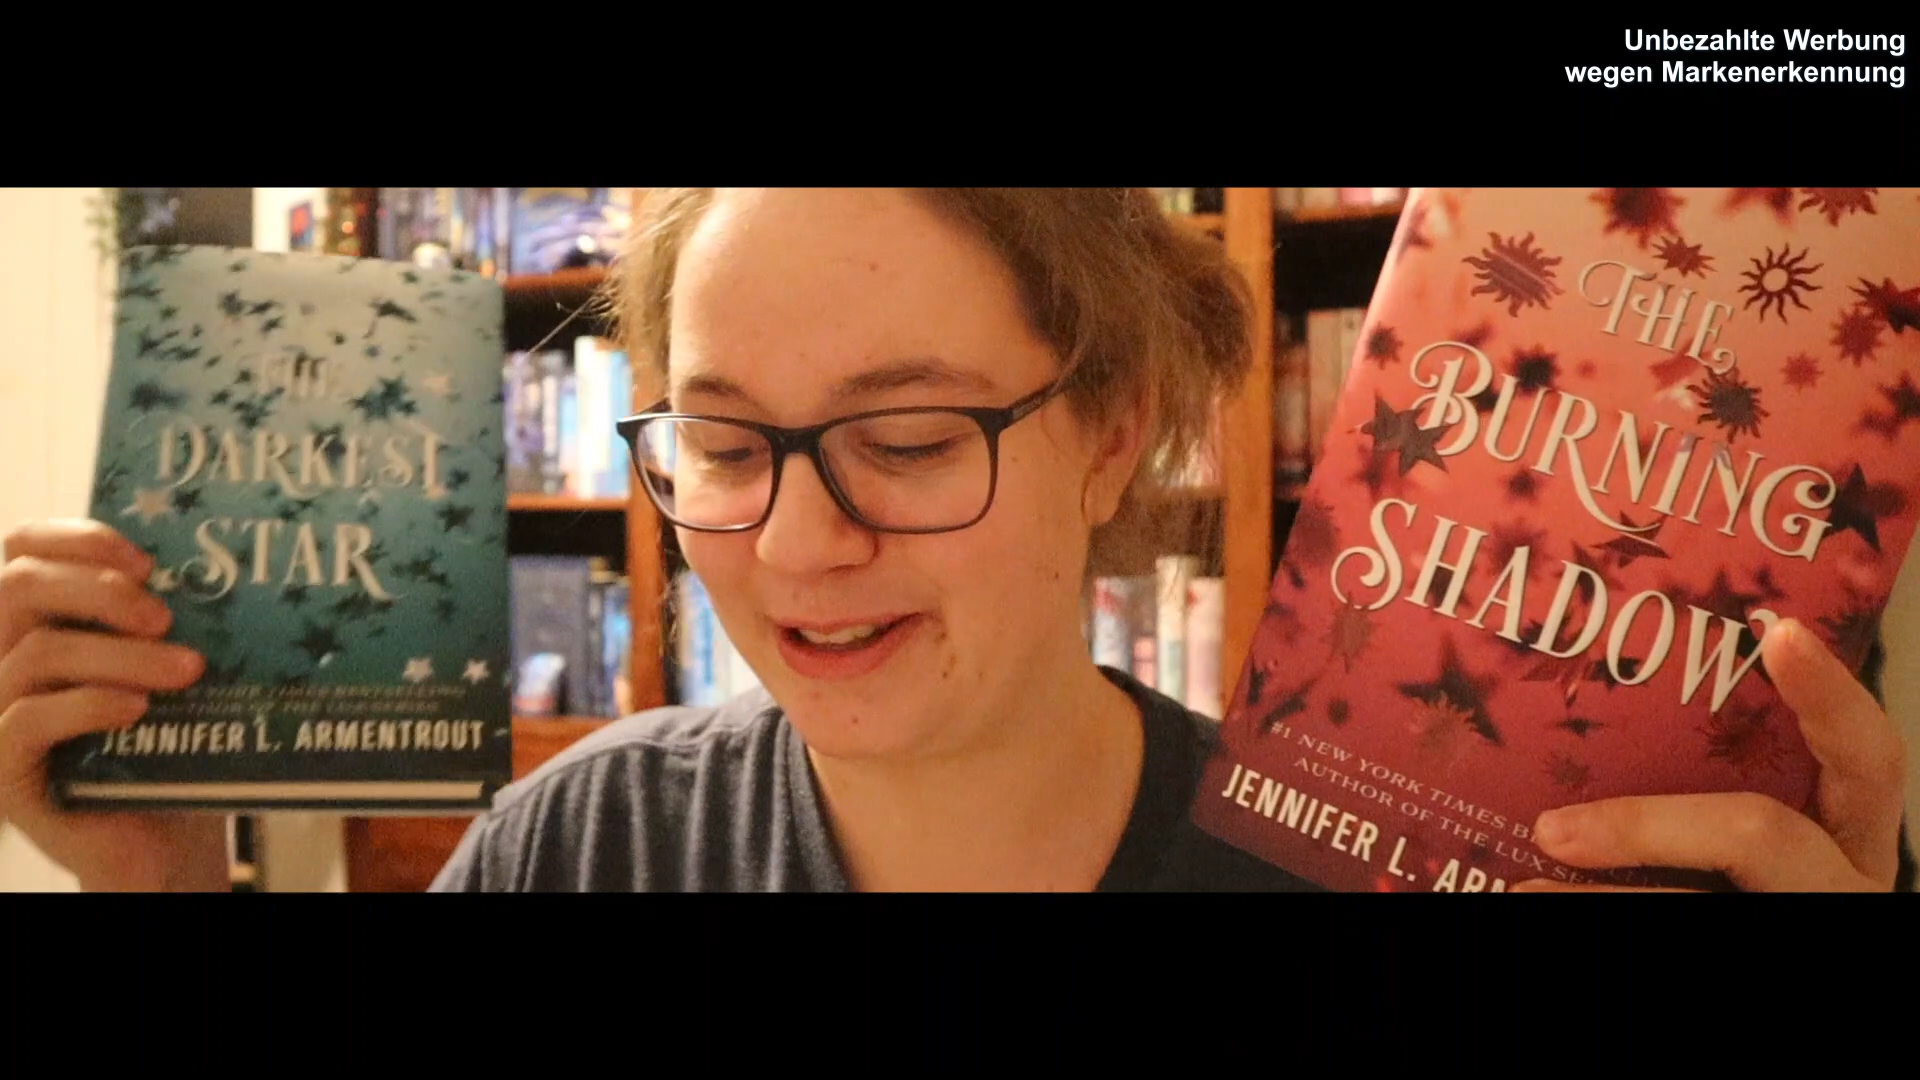 Unbezahlte Werbung
wegen Markenerkennung
THE
DARKEST
STAR
JENNIFER L. ARMENTROUT
THE
BURNING
SHADOW
#1 NEW YORK TIMES
AUTHOR OF THE LUX
JENNIFER L.